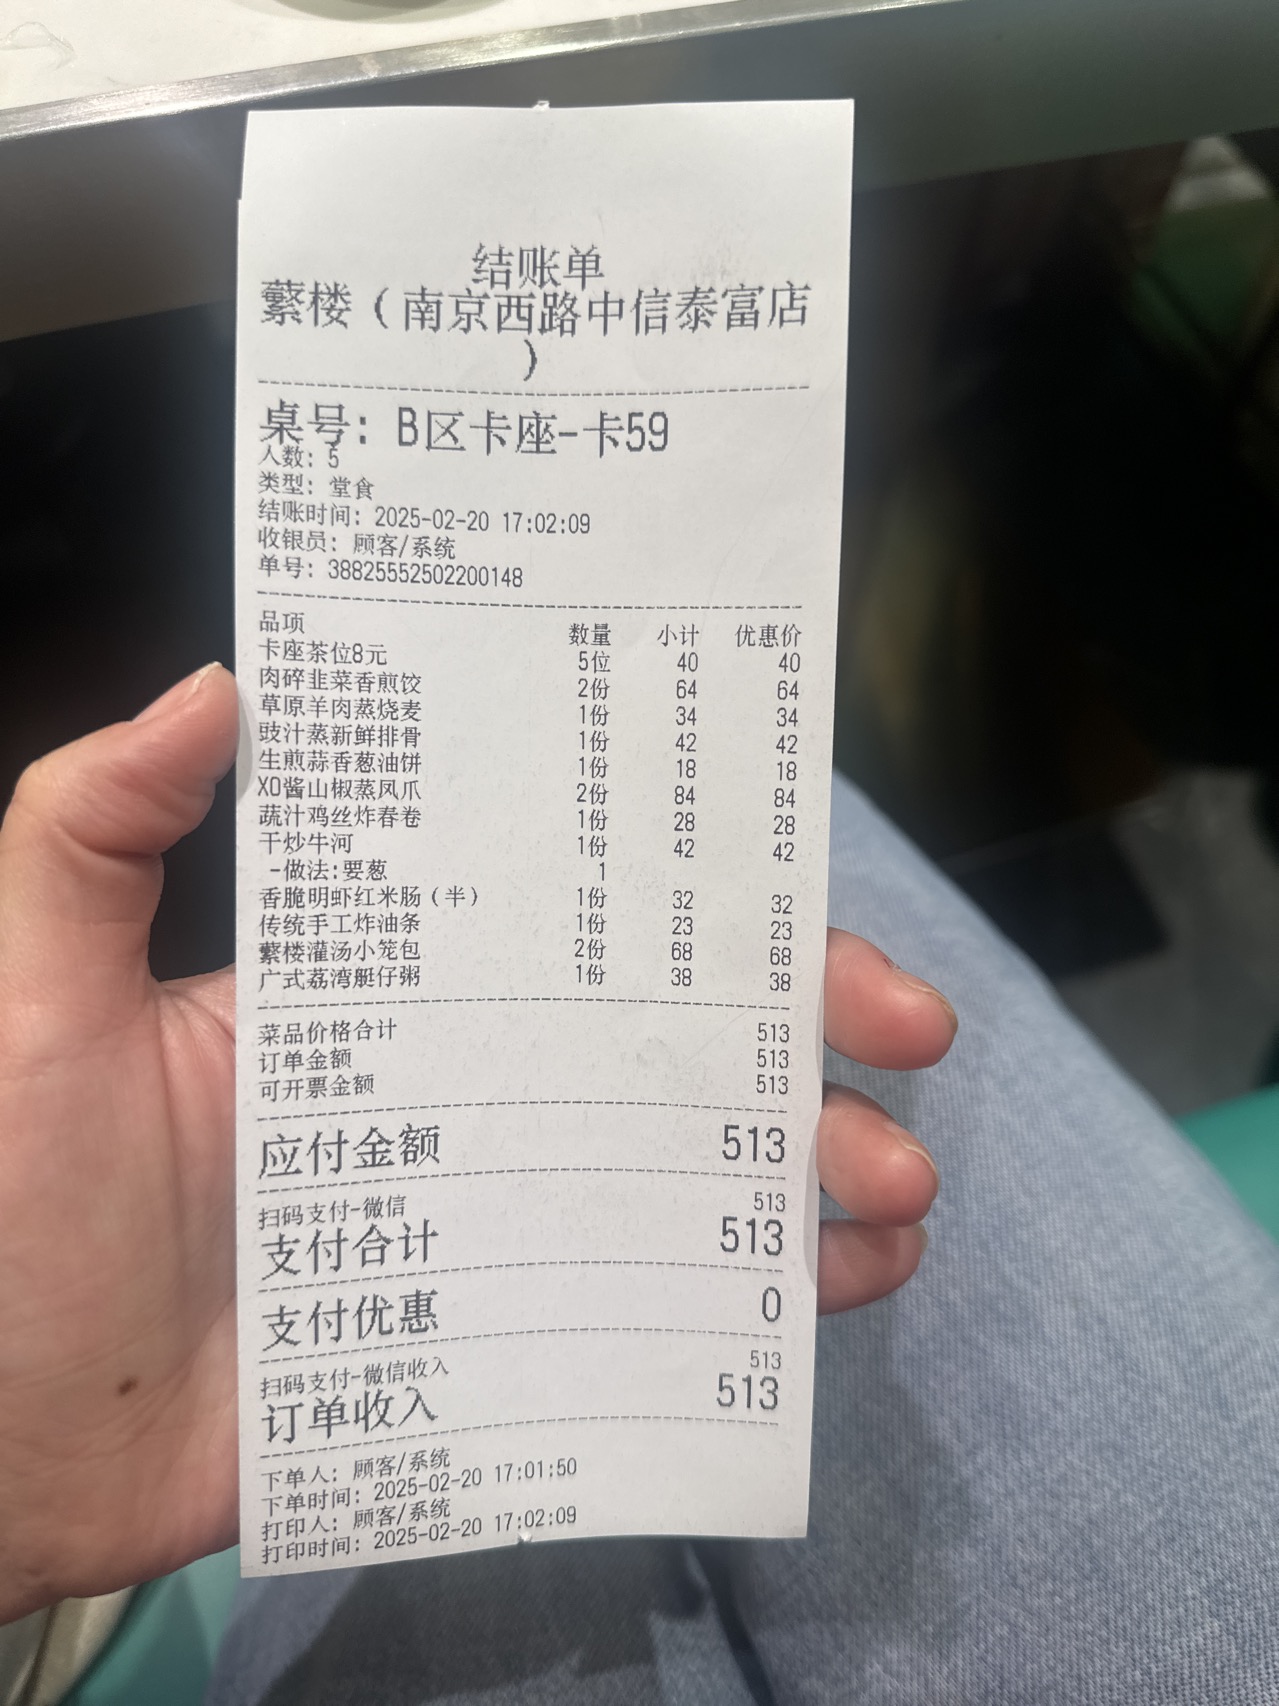 结账单
蘩楼（南京西路中信泰富店
）
桌号: B区卡座-卡59
人数: 5
类型: 堂食
结账时间: 2025-02-20 17:02:09
收银员: 顾客/系统
单号: 38825552502200148
品项 数量 小计 优惠价
卡座茶位8元 5位 40 40
肉碎韭菜香煎饺 2份 64 64
草原羊肉蒸烧麦 1份 34 34
豉汁蒸新鲜排骨 1份 42 42
生煎蒜香葱油饼 1份 18 18
XO酱山椒蒸凤爪 2份 84 84
蔬汁鸡丝炸春卷 1份 28 28
干炒牛河 1份 42 42
-做法:要葱 1
香脆明虾红米肠（半） 1份 32 32
传统手工炸油条 1份 23 23
蘩楼灌汤小笼包 2份 68 68
广式荔湾艇仔粥 1份 38 38
菜品价格合计 513
订单金额 513
可开票金额 513
应付金额 513
扫码支付-微信 513
支付合计 513
支付优惠 0
扫码支付-微信收入 513
订单收入 513
下单人: 顾客/系统
下单时间: 2025-02-20 17:01:50
打印人: 顾客/系统
打印时间: 2025-02-20 17:02:09